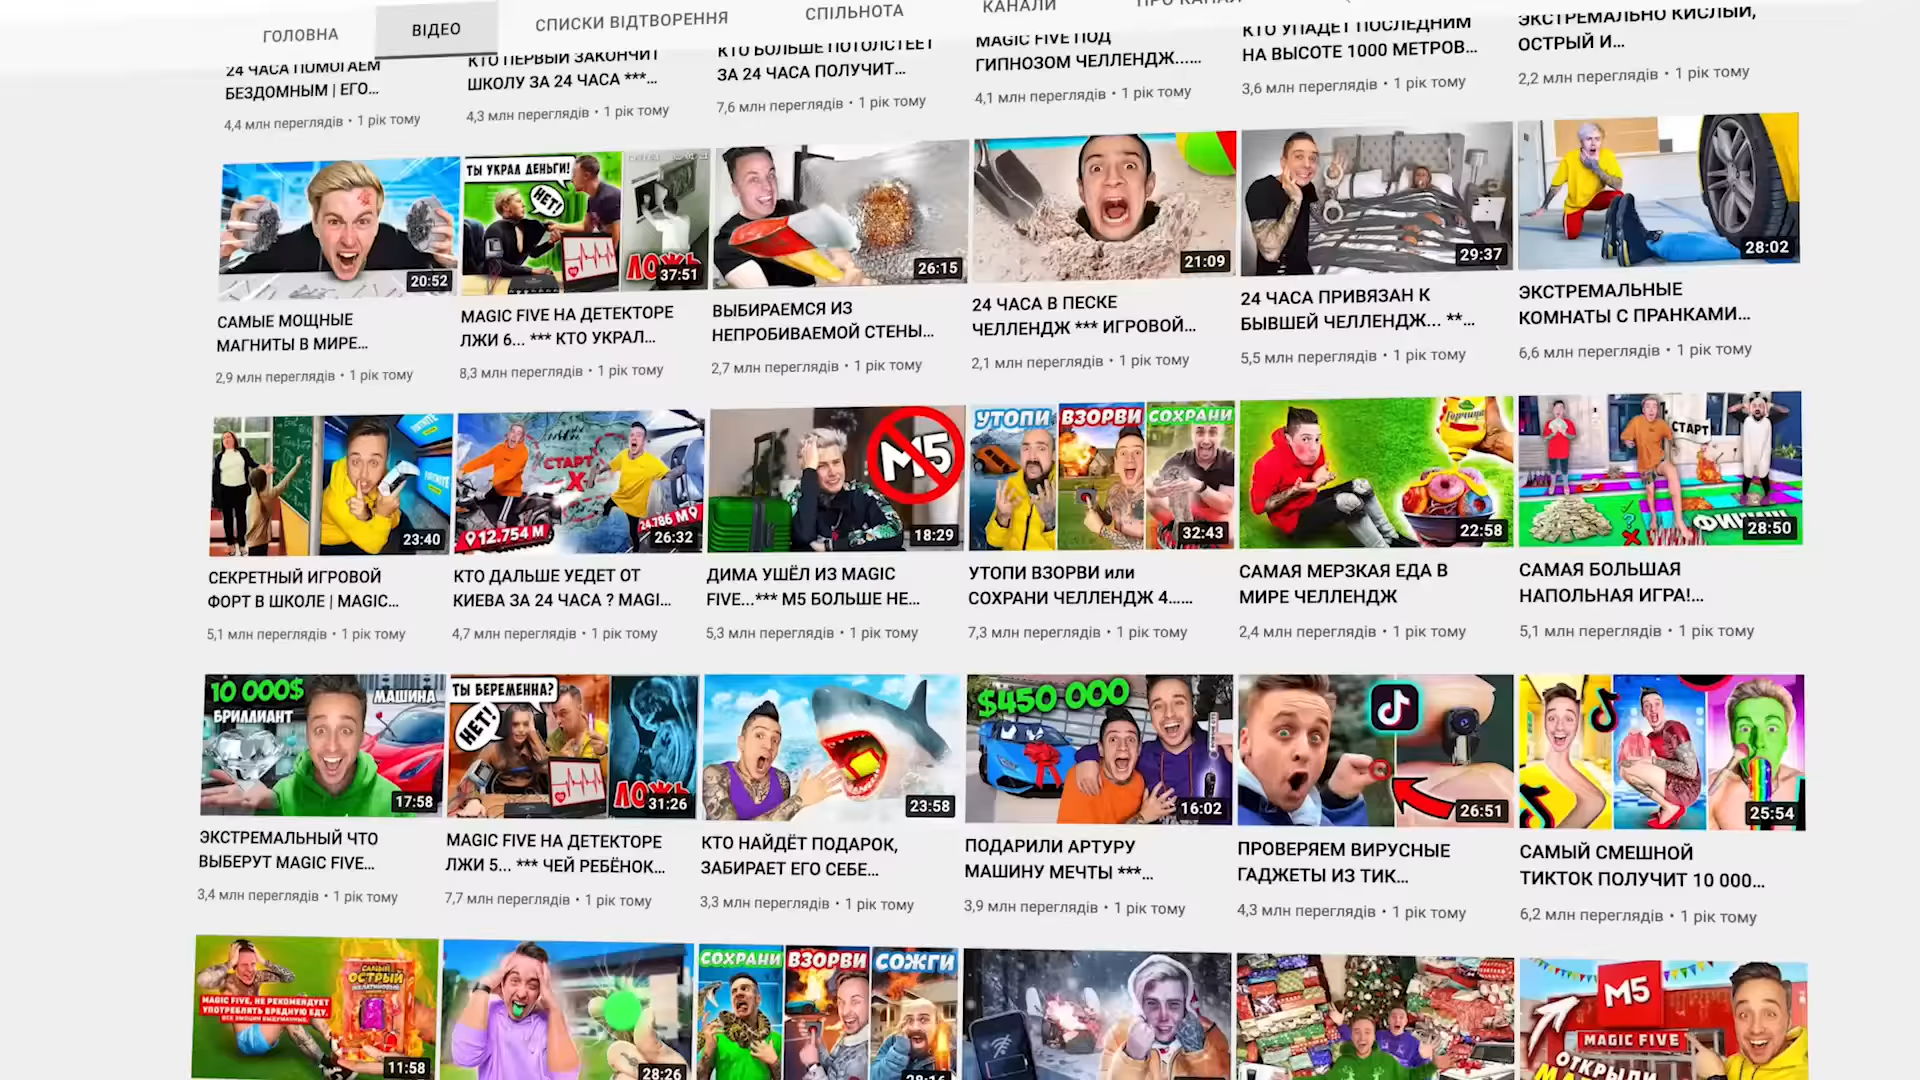 ГОЛОВНА
ВІДЕО
СПИСКИ ВІДТВОРЕННЯ
СПІЛЬНОТА
КАНАЛИ
ПРО КАНАЛ
24 ЧАСА ПОМОГАЕМ
БЕЗДОМНЫМ | ЕГО...
4,4 млн переглядів • 1 рік тому
КТО ПЕРВЫЙ ЗАКОНЧИТ
ШКОЛУ ЗА 24 ЧАСА ***...
4,3 млн переглядів • 1 рік тому
КТО БОЛЬШЕ ПОТОЛСТЕЕТ
ЗА 24 ЧАСА ПОЛУЧИТ...
7,6 млн переглядів • 1 рік тому
MAGIC FIVE ПОД
ГИПНОЗОМ ЧЕЛЛЕНДЖ......
4,1 млн переглядів • 1 рік тому
КТО УПАДЕТ ПОСЛЕДНИМ
НА ВЫСОТЕ 1000 МЕТРОВ...
3,6 млн переглядів • 1 рік тому
ЭКСТРЕМАЛЬНО КИСЛЫЙ,
ОСТРЫЙ И...
2,2 млн переглядів • 1 рік тому
20:52
САМЫЕ МОЩНЫЕ
МАГНИТЫ В МИРЕ...
2,9 млн переглядів • 1 рік тому
ТЫ УКРАЛ ДЕНЬГИ!
НЕТ!
ЛОЖЬ
37:51
MAGIC FIVE НА ДЕТЕКТОРЕ
ЛЖИ 6... *** КТО УКРАЛ...
8,3 млн переглядів • 1 рік тому
26:15
ВЫБИРАЕМСЯ ИЗ
НЕПРОБИВАЕМОЙ СТЕНЫ...
2,7 млн переглядів • 1 рік тому
21:09
24 ЧАСА В ПЕСКЕ
ЧЕЛЛЕНДЖ *** ИГРОВОЙ...
2,1 млн переглядів • 1 рік тому
29:37
24 ЧАСА ПРИВЯЗАН К
БЫВШЕЙ ЧЕЛЛЕНДЖ... **...
5,5 млн переглядів • 1 рік тому
28:02
ЭКСТРЕМАЛЬНЫЕ
КОМНАТЫ С ПРАНКАМИ...
6,6 млн переглядів • 1 рік тому
23:40
СЕКРЕТНЫЙ ИГРОВОЙ
ФОРТ В ШКОЛЕ | MAGIC...
5,1 млн переглядів • 1 рік тому
СТАРТ
X
12.754 М
24.786 М
26:32
КТО ДАЛЬШЕ УЕДЕТ ОТ
КИЕВА ЗА 24 ЧАСА ? MAGI...
4,7 млн переглядів • 1 рік тому
M5
18:29
ДИМА УШЁЛ ИЗ MAGIC
FIVE...*** М5 БОЛЬШЕ НЕ...
5,3 млн переглядів • 1 рік тому
УТОПИ
ВЗОРВИ
СОХРАНИ
32:43
УТОПИ ВЗОРВИ или
СОХРАНИ ЧЕЛЛЕНДЖ 4......
7,3 млн переглядів • 1 рік тому
Горчица
22:58
САМАЯ МЕРЗКАЯ ЕДА В
МИРЕ ЧЕЛЛЕНДЖ
2,4 млн переглядів • 1 рік тому
СТАРТ
ФИНИШ
28:50
САМАЯ БОЛЬШАЯ
НАПОЛЬНАЯ ИГРА!...
5,1 млн переглядів • 1 рік тому
10 000$
БРИЛЛИАНТ
МАШИНА
17:58
ЭКСТРЕМАЛЬНЫЙ ЧТО
ВЫБЕРУТ MAGIC FIVE...
3,4 млн переглядів • 1 рік тому
ТЫ БЕРЕМЕННА?
НЕТ!
ЛОЖЬ
31:26
MAGIC FIVE НА ДЕТЕКТОРЕ
ЛЖИ 5... *** ЧЕЙ РЕБЁНОК...
7,7 млн переглядів • 1 рік тому
23:58
КТО НАЙДЁТ ПОДАРОК,
ЗАБИРАЕТ ЕГО СЕБЕ...
3,3 млн переглядів • 1 рік тому
$450 000
16:02
ПОДАРИЛИ АРТУРУ
МАШИНУ МЕЧТЫ ***...
3,9 млн переглядів • 1 рік тому
26:51
ПРОВЕРЯЕМ ВИРУСНЫЕ
ГАДЖЕТЫ ИЗ ТИК...
4,3 млн переглядів • 1 рік тому
25:54
САМЫЙ СМЕШНОЙ
ТИКТОК ПОЛУЧИТ 10 000...
6,2 млн переглядів • 1 рік тому
MAGIC FIVE, НЕ РЕКОМЕНДУЕТ
УПОТРЕБЛЯТЬ ВРЕДНУЮ ЕДУ.
САМЫЙ
ОСТРЫЙ
11:58
28:26
СОХРАНИ
ВЗОРВИ
СОЖГИ
28:16
M5
MAGIC FIVE
ОТКРЫЛИ